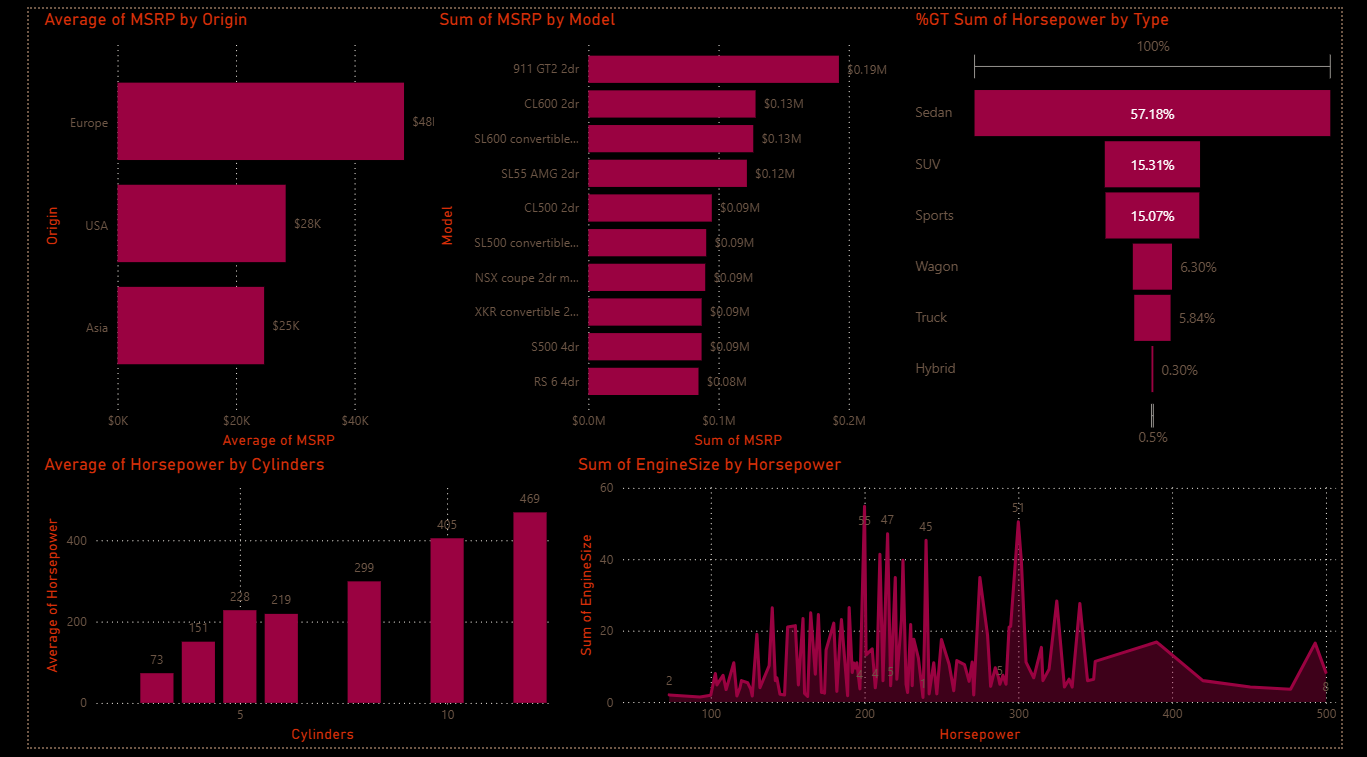 Average of MSRP by Origin
Origin
Europe
$48
USA
$28K
Asia
$25K
$0K $20K $40K
Average of MSRP
Sum of MSRP by Model
Model
911 GT2 2dr
$0.19M
CL600 2dr
$0.13M
SL600 convertible...
$0.13M
SL55 AMG 2dr
$0.12M
CL500 2dr
$0.09M
SL500 convertible...
$0.09M
NSX coupe 2dr m...
$0.09M
XKR convertible 2...
$0.09M
S500 4dr
$0.09M
RS 6 4dr
$0.08M
$0.0M $0.1M $0.2M
Sum of MSRP
%GT Sum of Horsepower by Type
100%
Sedan
57.18%
SUV
15.31%
Sports
15.07%
Wagon
6.30%
Truck
5.84%
Hybrid
0.30%
0.5%
Average of Horsepower by Cylinders
Average of Horsepower
400
200
0
73
151
228
219
299
405
469
5 10
Cylinders
Sum of EngineSize by Horsepower
Sum of EngineSize
60
40
20
0
2
55
47
45
51
4
4
5
5
8
100 200 300 400 500
Horsepower